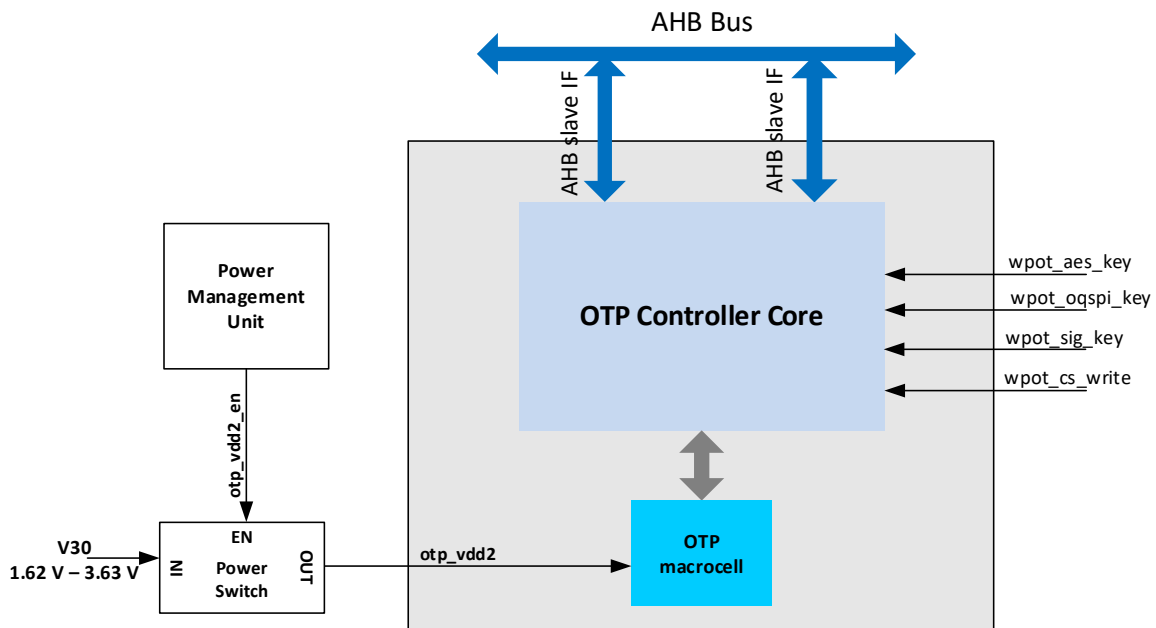 AHB Bus
AHB slave IF
AHB slave IF
Power
Management
Unit
OTP Controller Core
wpot_aes_key
wpot_oqspi_key
wpot_sig_key
wpot_cs_write
otp_vdd2_en
V30
1.62 V – 3.63 V
IN
EN
Power
Switch
OUT
otp_vdd2
OTP
macrocell